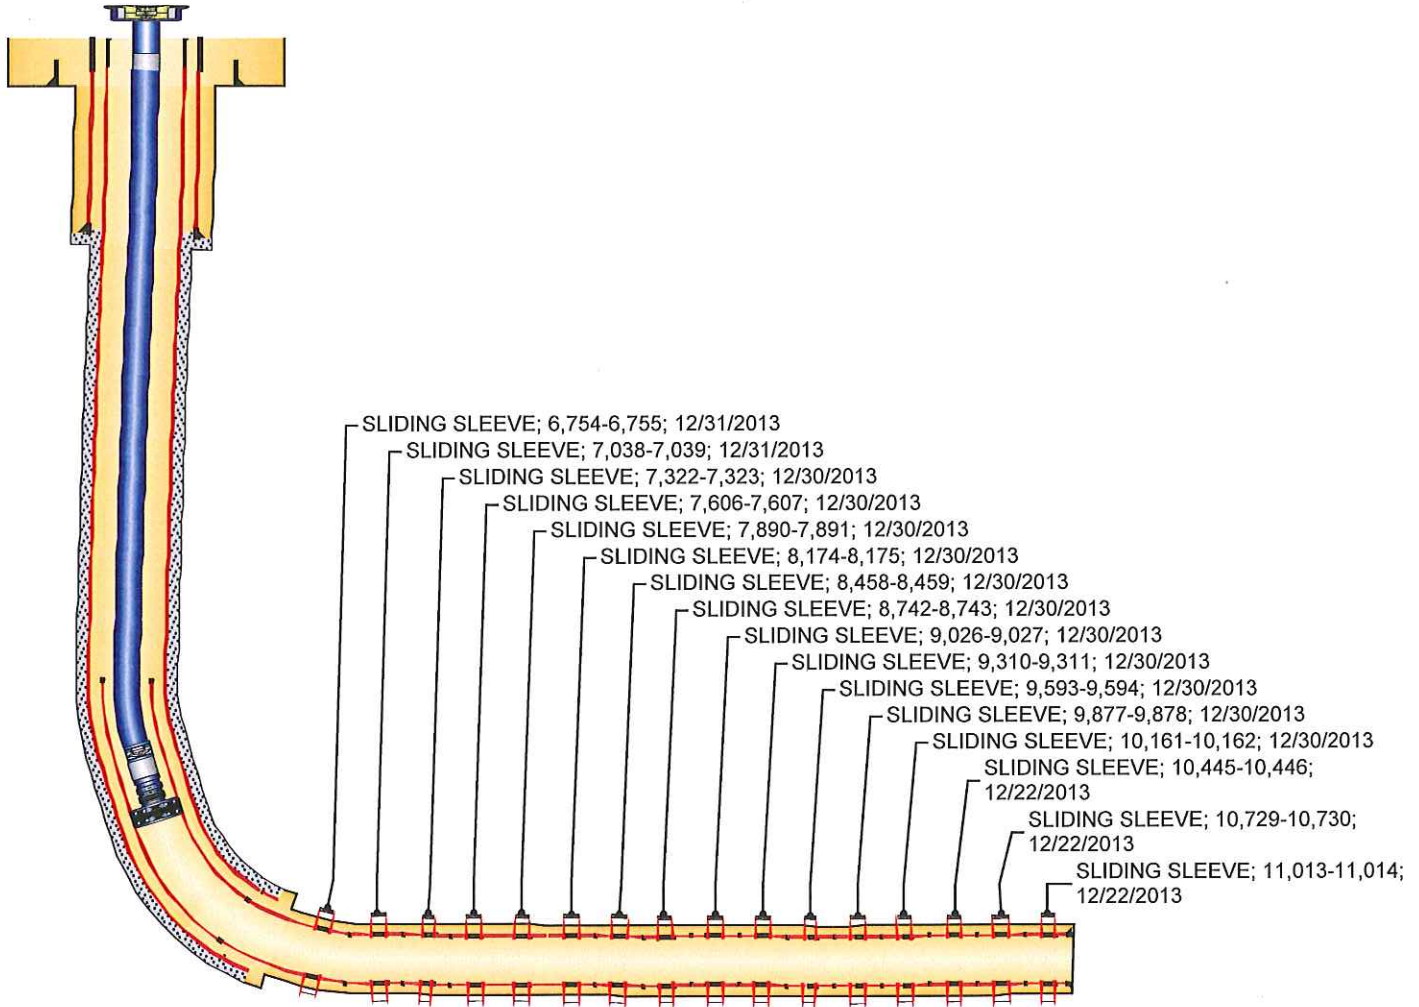 SLIDING SLEEVE; 6,754-6,755; 12/31/2013
SLIDING SLEEVE; 7,038-7,039; 12/31/2013
SLIDING SLEEVE; 7,322-7,323; 12/30/2013
SLIDING SLEEVE; 7,606-7,607; 12/30/2013
SLIDING SLEEVE; 7,890-7,891; 12/30/2013
SLIDING SLEEVE; 8,174-8,175; 12/30/2013
SLIDING SLEEVE; 8,458-8,459; 12/30/2013
SLIDING SLEEVE; 8,742-8,743; 12/30/2013
SLIDING SLEEVE; 9,026-9,027; 12/30/2013
SLIDING SLEEVE; 9,310-9,311; 12/30/2013
SLIDING SLEEVE; 9,593-9,594; 12/30/2013
SLIDING SLEEVE; 9,877-9,878; 12/30/2013
SLIDING SLEEVE; 10,161-10,162; 12/30/2013
SLIDING SLEEVE; 10,445-10,446;
12/22/2013
SLIDING SLEEVE; 10,729-10,730;
12/22/2013
SLIDING SLEEVE; 11,013-11,014;
12/22/2013